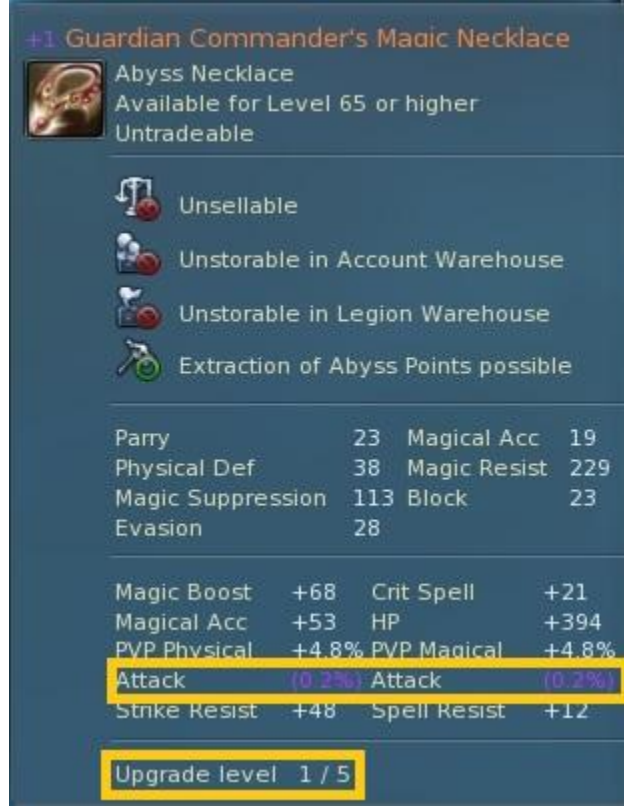 +1 Guardian Commander's Magic Necklace
Abyss Necklace
Available for Level 65 or higher
Untradeable
Unsellable
Unstorable in Account Warehouse
Unstorable in Legion Warehouse
Extraction of Abyss Points possible
Parry 23 Magical Acc 19
Physical Def 38 Magic Resist 229
Magic Suppression 113 Block 23
Evasion 28
Magic Boost +68 Crit Spell +21
Magical Acc +53 HP +394
PVP Physical +4.8% PVP Magical +4.8%
Attack (0.2%) Attack (0.2%)
Strike Resist +48 Spell Resist +12
Upgrade level 1 / 5